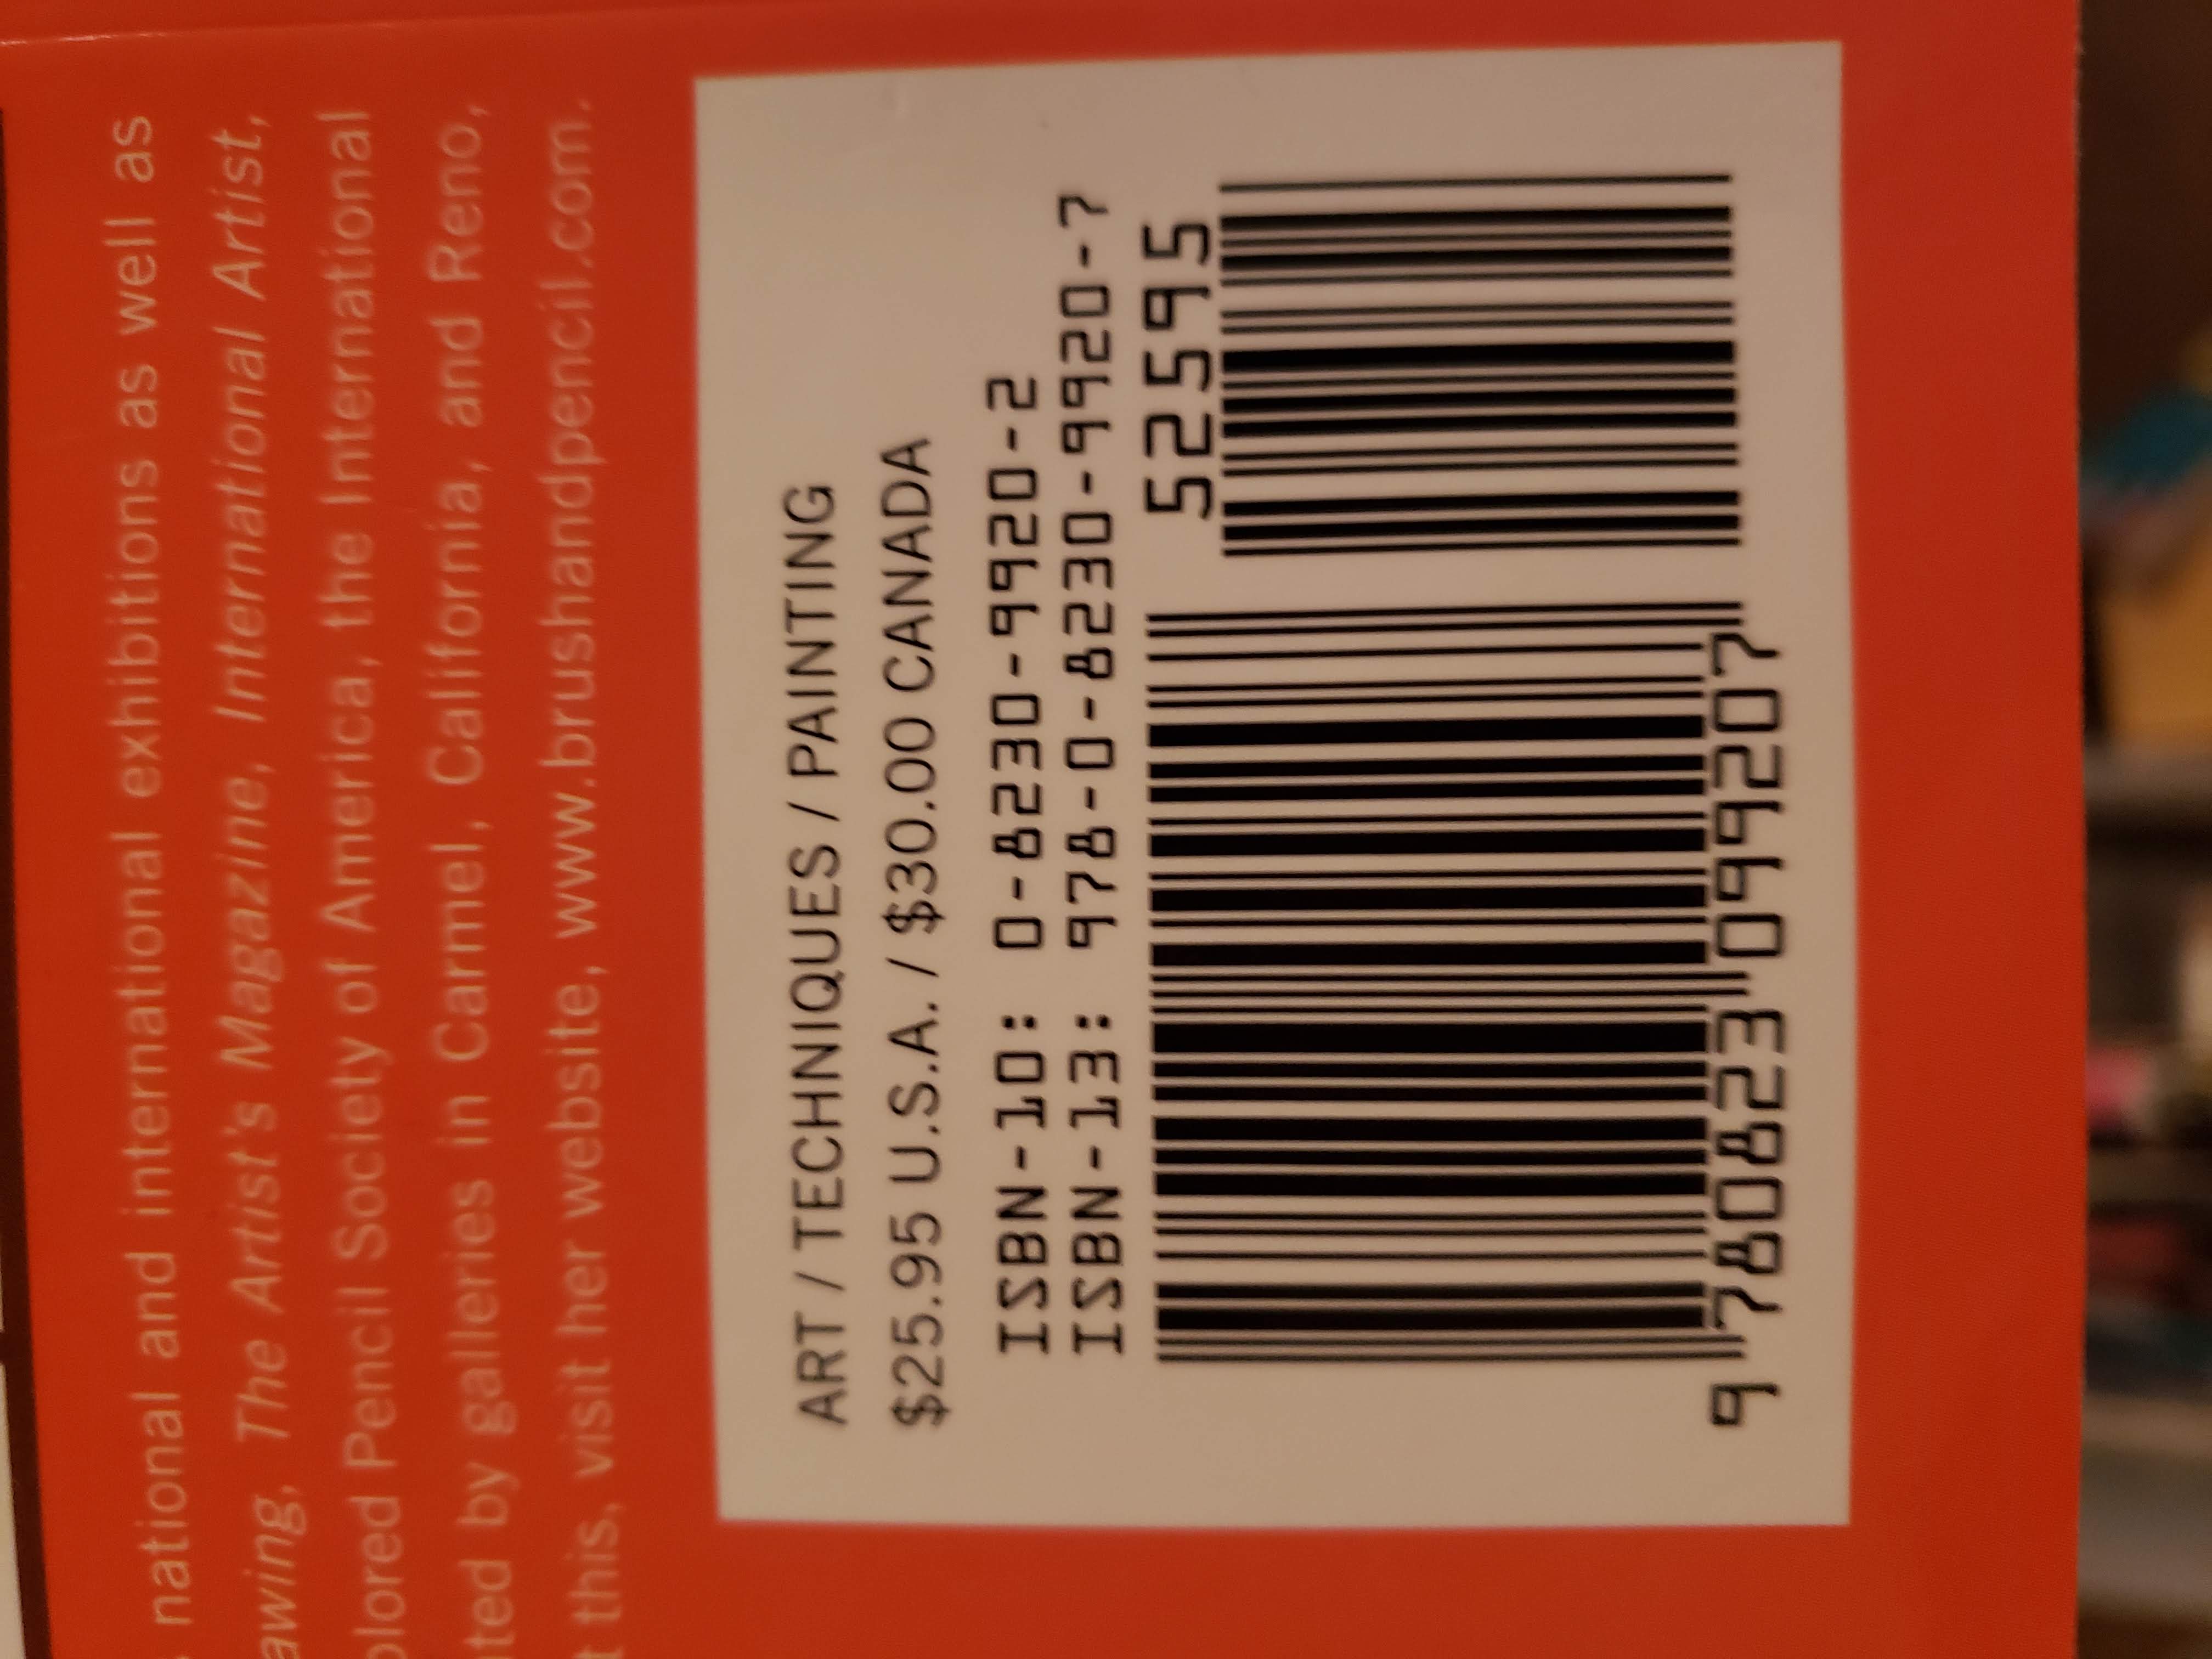 national and international exhibitions as well as
The Artist's Magazine, International Artist,
Pencil Society of America, the International
by galleries in Carmel, California, and Reno,
this, visit her website, www.brushandpencil.com.
ART / TECHNIQUES / PAINTING
$25.95 U.S.A. / $30.00 CANADA
ISBN-10: 0-8230-9920-2
ISBN-13: 978-0-8230-9920-7
52595
9 780823 099207